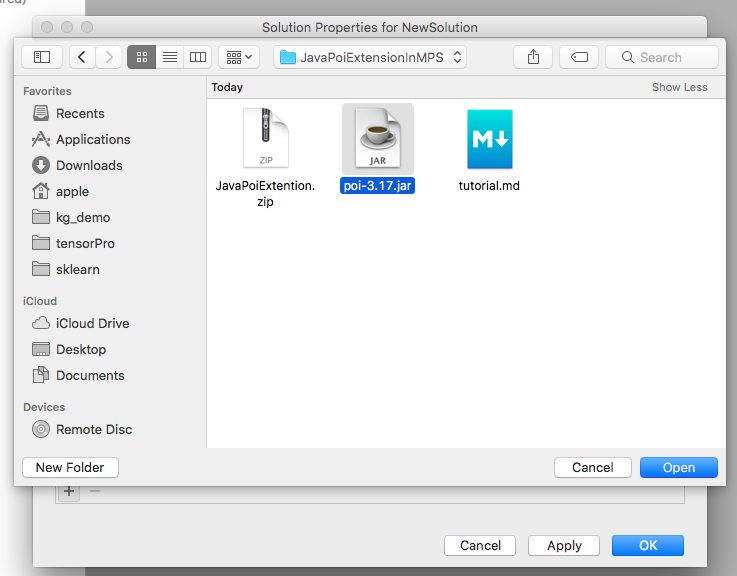 Solution Properties for NewSolution
JavaPoiExtensionInMPS
Search
Favorites
Recents
Applications
Downloads
apple
kg_demo
tensorPro
sklearn
iCloud
iCloud Drive
Desktop
Documents
Devices
Remote Disc
Today
Show Less
ZIP
JavaPoiExtention.
zip
JAR
poi-3.17.jar
M
tutorial.md
New Folder
Cancel
Open
+
Cancel
Apply
OK